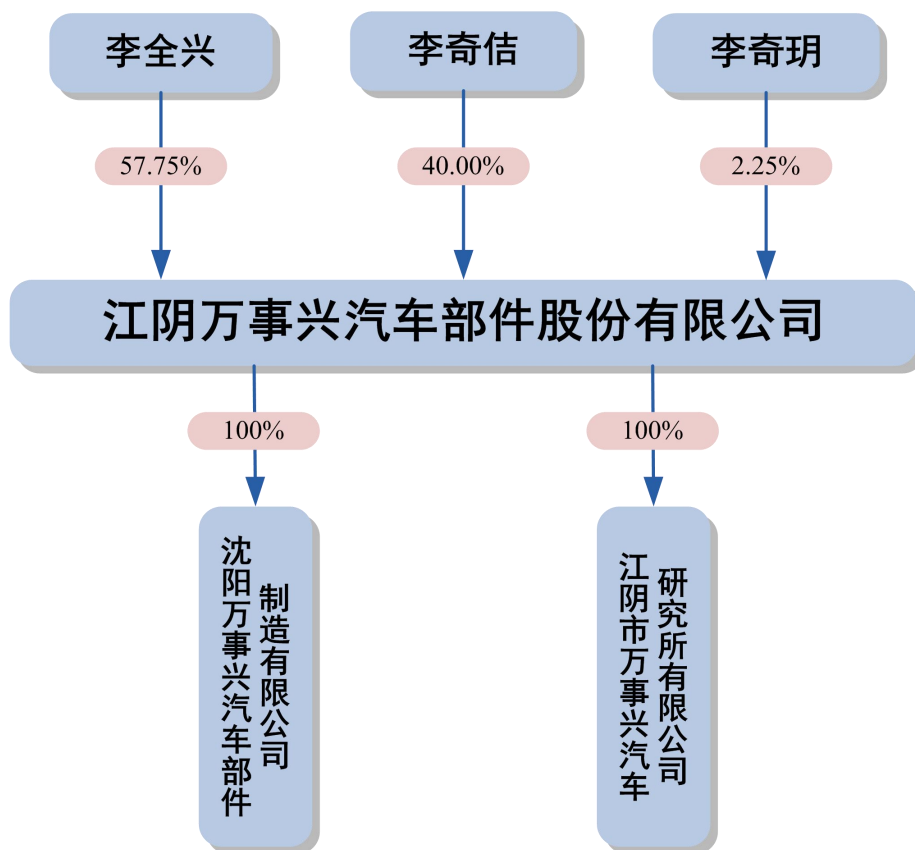 李全兴
李奇佶
李奇玥
57.75%
40.00%
2.25%
江阴万事兴汽车部件股份有限公司
100%
100%
沈阳万事兴汽车部件
制造有限公司
江阴市万事兴汽车
研究所有限公司